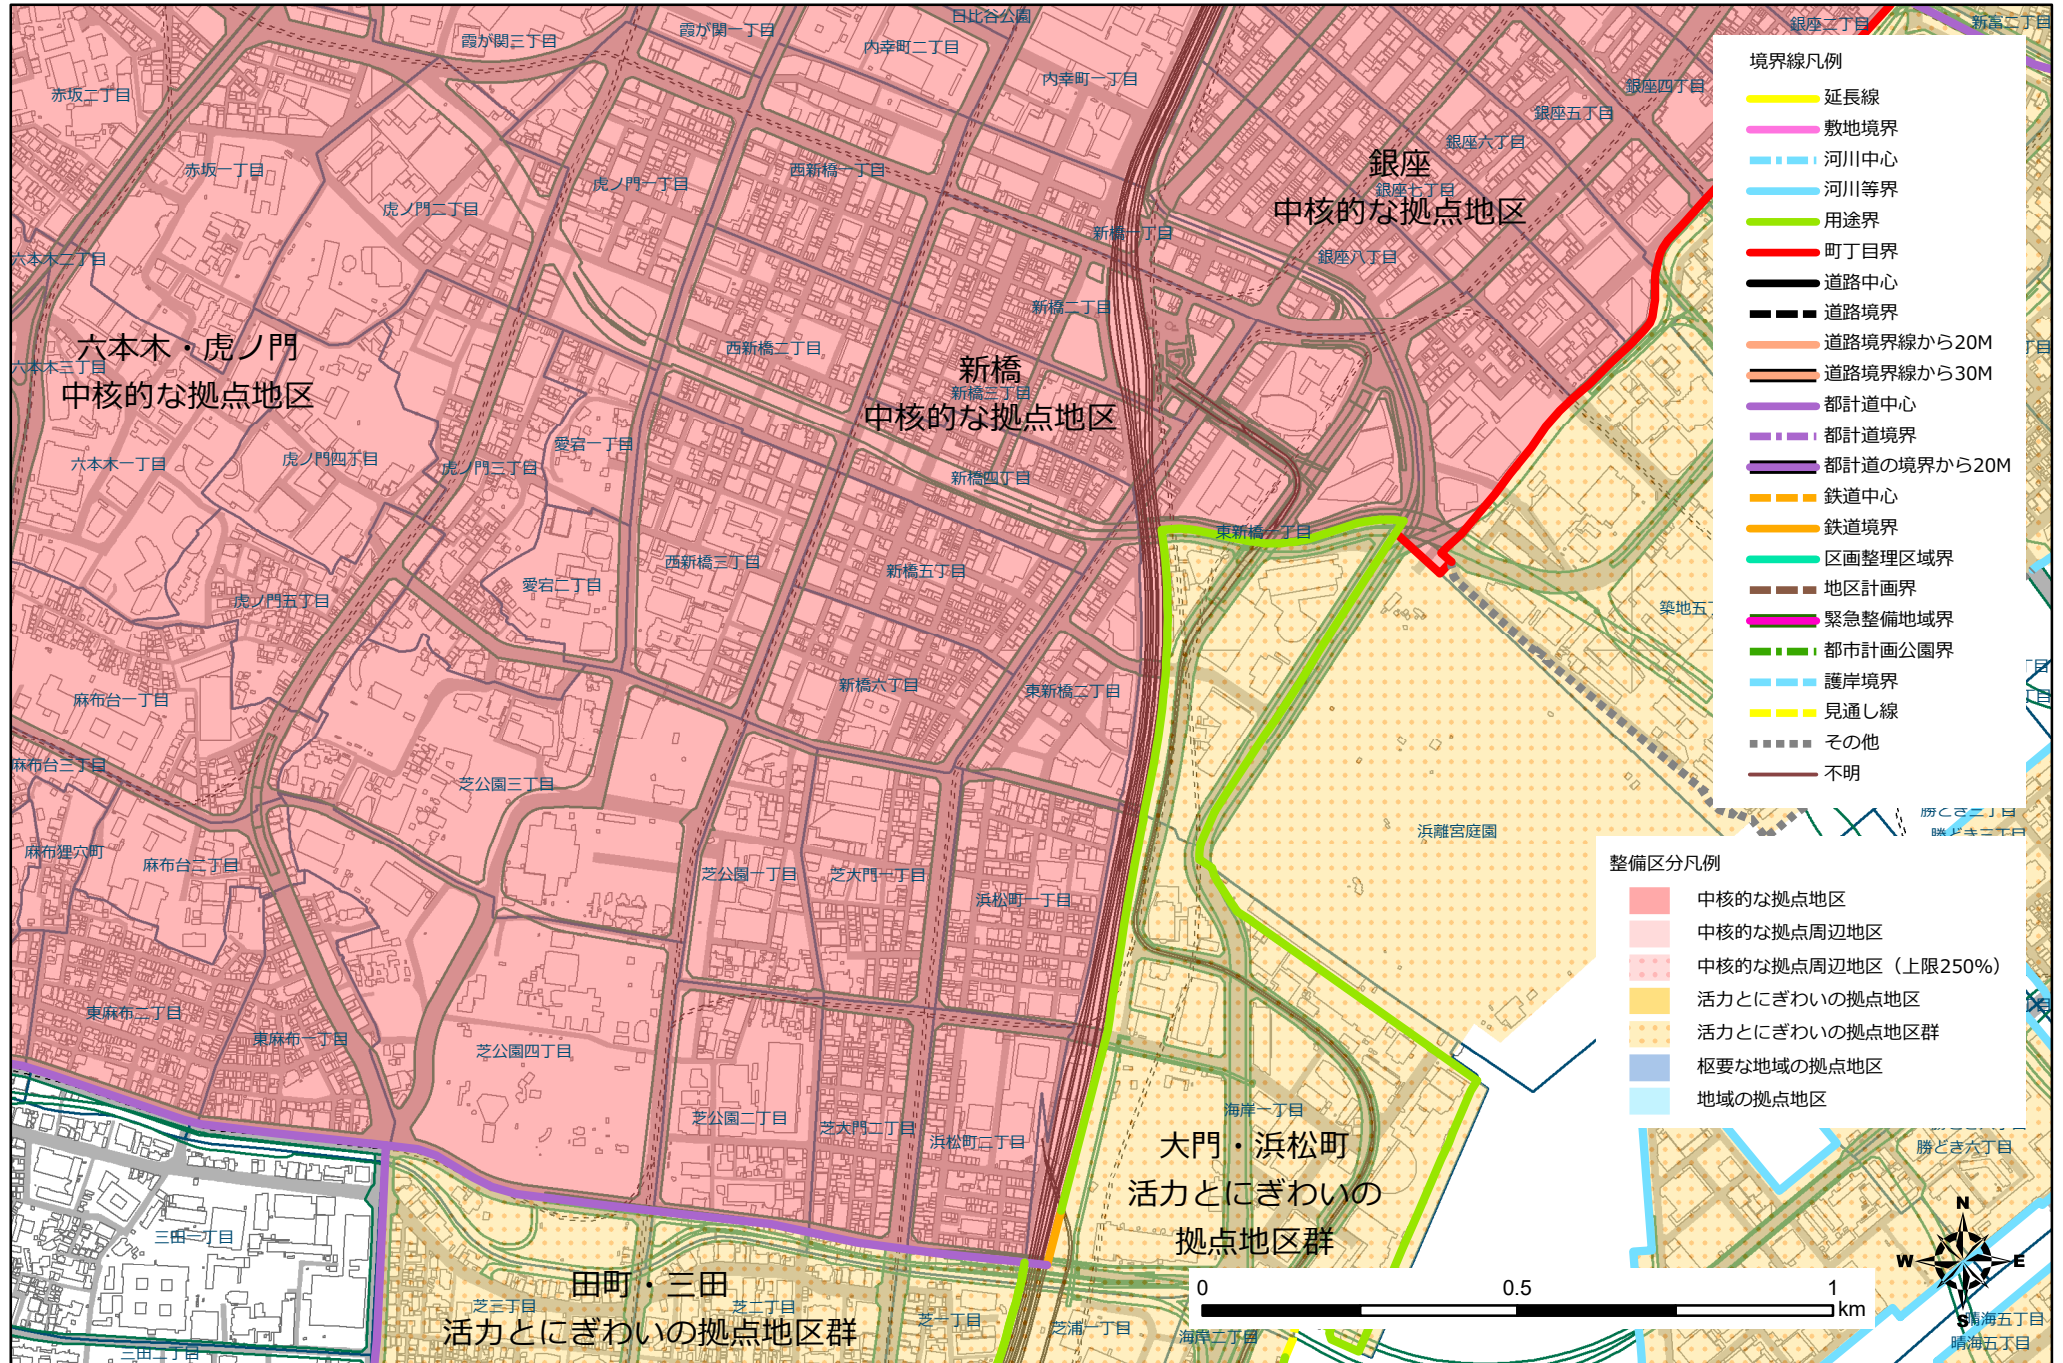 日比谷公園
霞が関三丁目
霞が関一丁目
内幸町二丁目
内幸町一丁目
銀座二丁目
新富二丁目
赤坂二丁目
銀座四丁目
銀座五丁目
銀座六丁目
赤坂一丁目
虎ノ門一丁目
西新橋一丁目
銀座
銀座七丁目
中核的な拠点地区
虎ノ門二丁目
新橋一丁目
銀座八丁目
六本木二丁目
新橋二丁目
六本木・虎ノ門
六本木三丁目
中核的な拠点地区
西新橋二丁目
新橋
新橋三丁目
中核的な拠点地区
六本木一丁目
虎ノ門四丁目
虎ノ門三丁目
愛宕一丁目
新橋四丁目
東新橋一丁目
西新橋三丁目
新橋五丁目
愛宕二丁目
虎ノ門五丁目
築地五丁
麻布台一丁目
新橋六丁目
東新橋二丁目
麻布台三丁目
芝公園三丁目
浜離宮庭園
麻布狸穴町
麻布台二丁目
芝公園一丁目
芝大門一丁目
浜松町一丁目
東麻布二丁目
東麻布一丁目
芝公園四丁目
芝公園二丁目
芝大門二丁目
浜松町二丁目
海岸一丁目
大門・浜松町
活力とにぎわいの
拠点地区群
三田一丁目
田町・三田
活力とにぎわいの拠点地区群
芝三丁目
芝二丁目
芝一丁目
芝浦一丁目
海岸二丁目
三田二丁目
勝どき三丁目
勝どき六丁目
晴海五丁目
晴海五丁目
境界線凡例
延長線
敷地境界
河川中心
河川等界
用途界
町丁目界
道路中心
道路境界
道路境界線から20M
道路境界線から30M
都計道中心
都計道境界
都計道の境界から20M
鉄道中心
鉄道境界
区画整理区域界
地区計画界
緊急整備地域界
都市計画公園界
護岸境界
見通し線
その他
不明
整備区分凡例
中核的な拠点地区
中核的な拠点周辺地区
中核的な拠点周辺地区（上限250%）
活力とにぎわいの拠点地区
活力とにぎわいの拠点地区群
枢要な地域の拠点地区
地域の拠点地区
0 0.5 1
km
N
W E
S